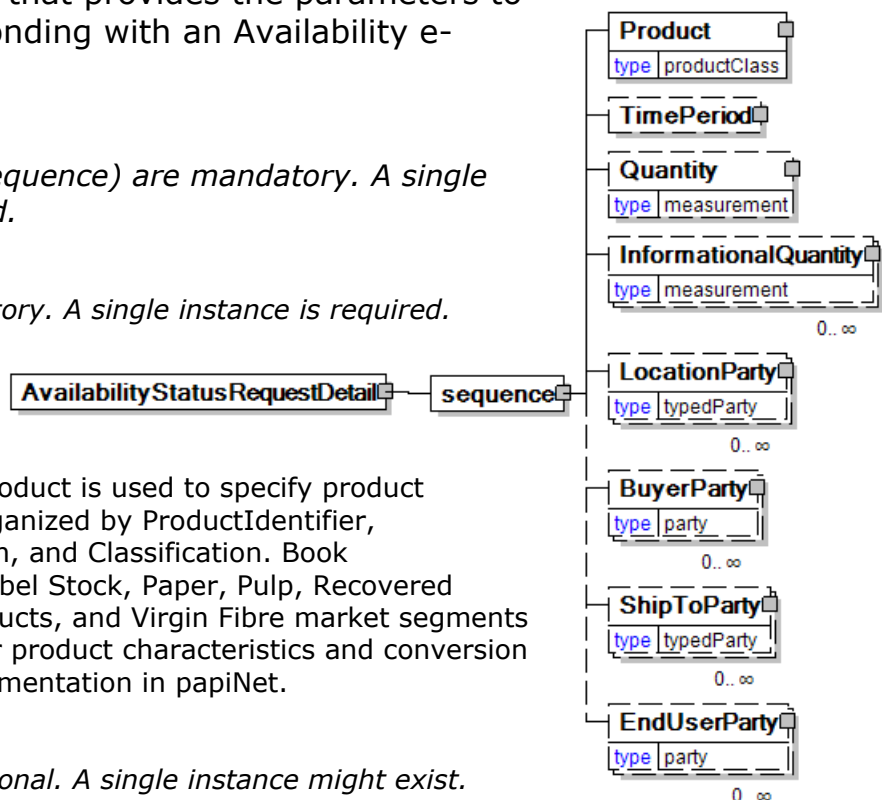 that provides the parameters to
onding with an Availability e-
equence) are mandatory. A single
d.
ory. A single instance is required.
oduct is used to specify product
ganized by ProductIdentifier,
n, and Classification. Book
bel Stock, Paper, Pulp, Recovered
ucts, and Virgin Fibre market segments
r product characteristics and conversion
mentation in papiNet.
onal. A single instance might exist.
AvailabilityStatusRequestDetail
sequence
Product
type productClass
TimePeriod
Quantity
type measurement
InformationalQuantity
type measurement
0.. ∞
LocationParty
type typedParty
0.. ∞
BuyerParty
type party
0.. ∞
ShipToParty
type typedParty
0.. ∞
EndUserParty
type party
0.. ∞